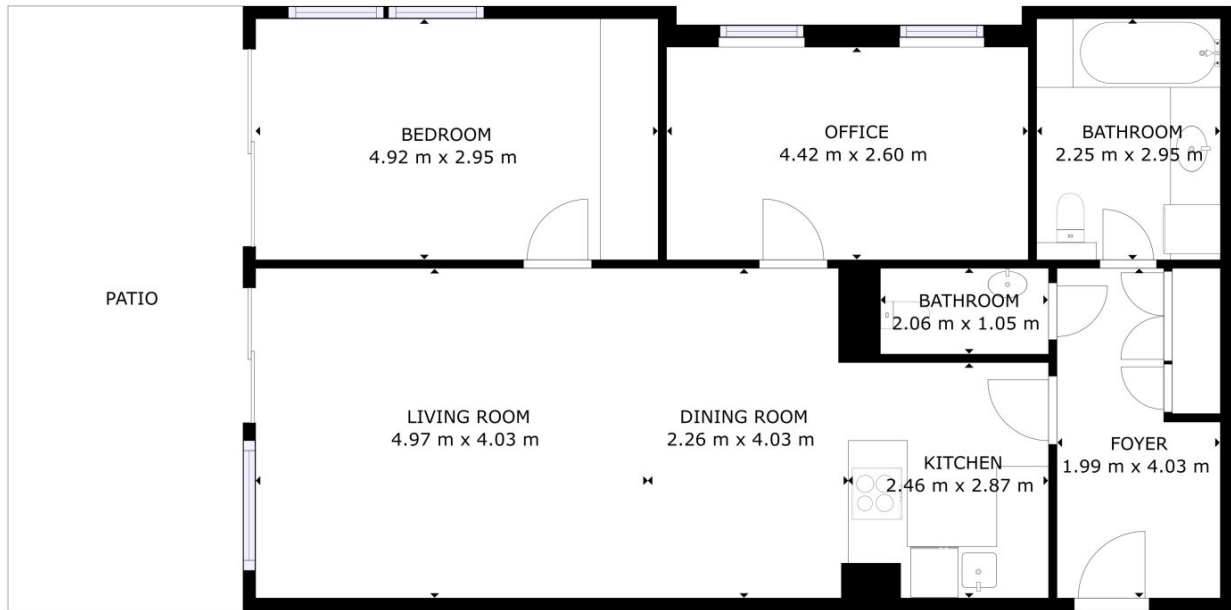 BEDROOM
4.92 m x 2.95 m
OFFICE
4.42 m x 2.60 m
BATHROOM
2.25 m x 2.95 m
PATIO
BATHROOM
2.06 m x 1.05 m
LIVING ROOM
4.97 m x 4.03 m
DINING ROOM
2.26 m x 4.03 m
KITCHEN
2.46 m x 2.87 m
FOYER
1.99 m x 4.03 m